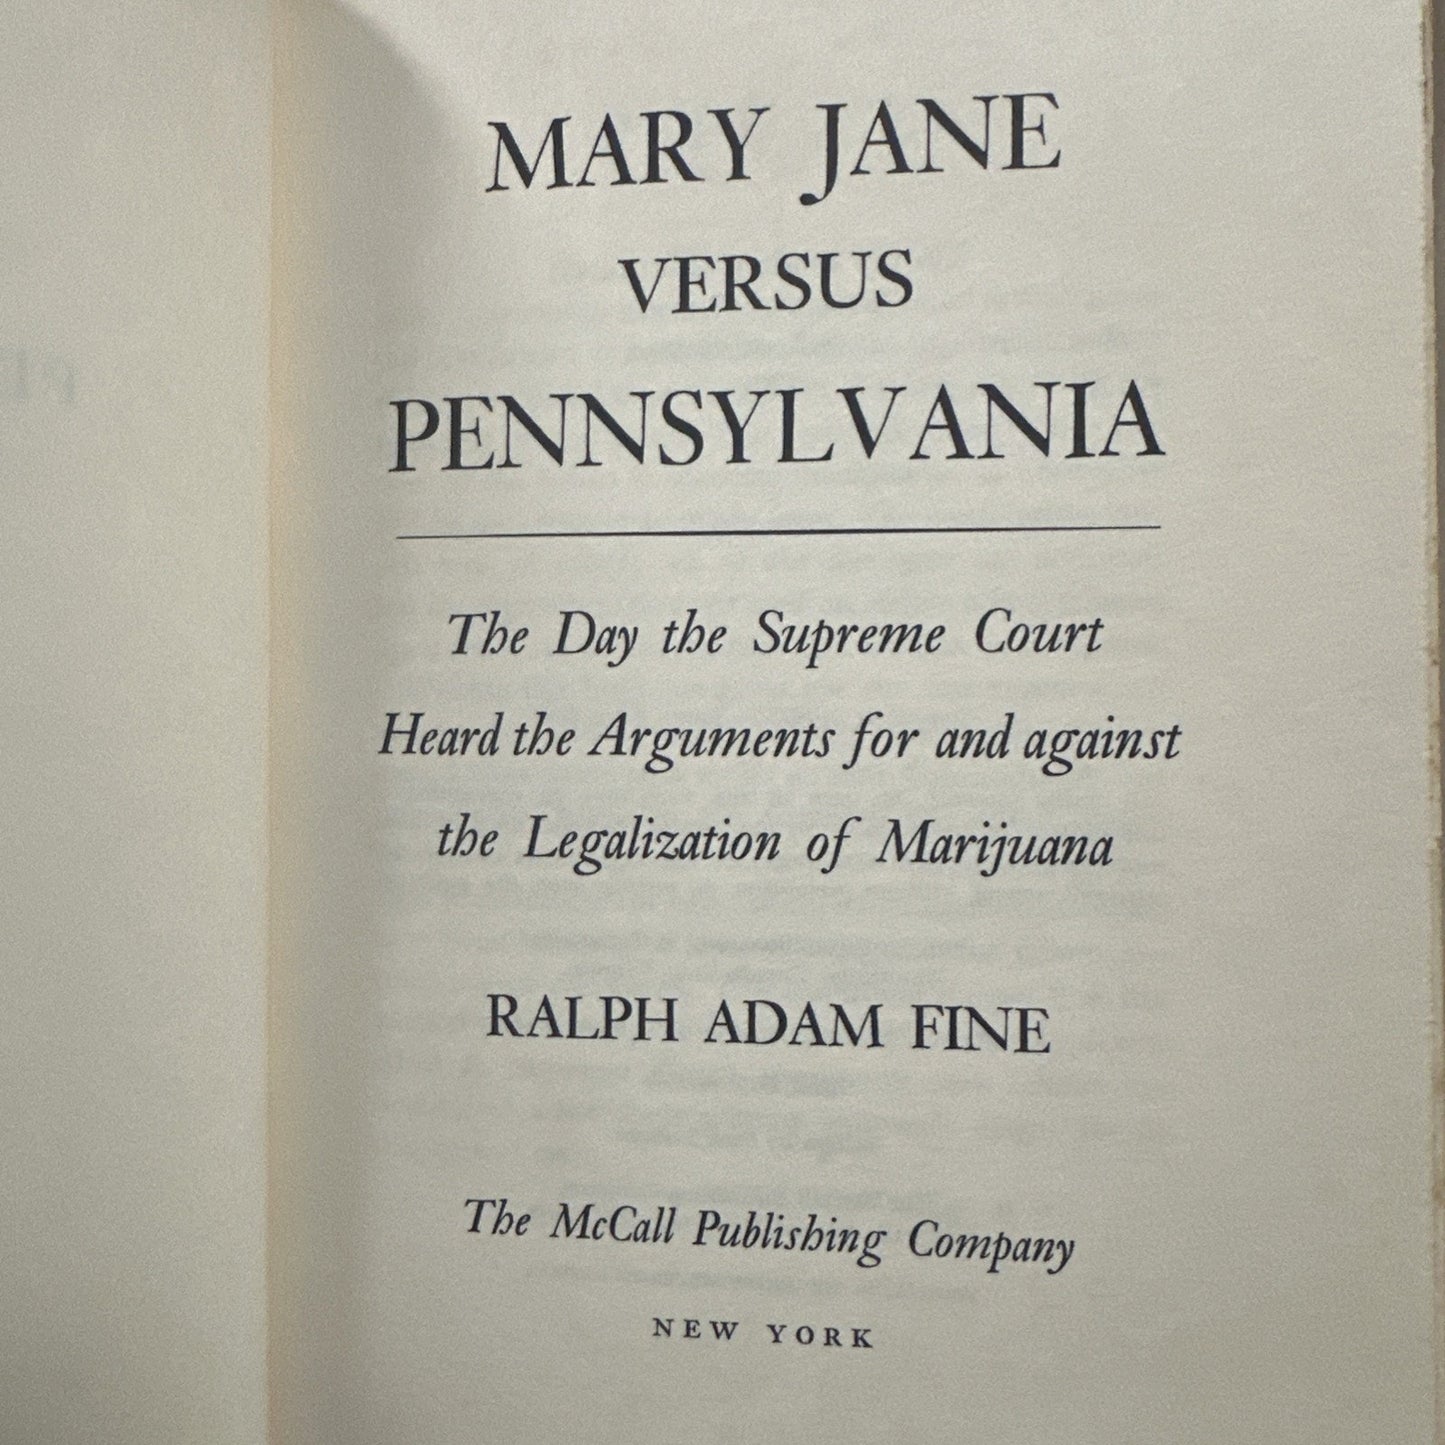 MARY JANE
VERSUS
PENNSYLVANIA
The Day the Supreme Court
Heard the Arguments for and against
the Legalization of Marijuana
RALPH ADAM FINE
The McCall Publishing Company
NEW YORK